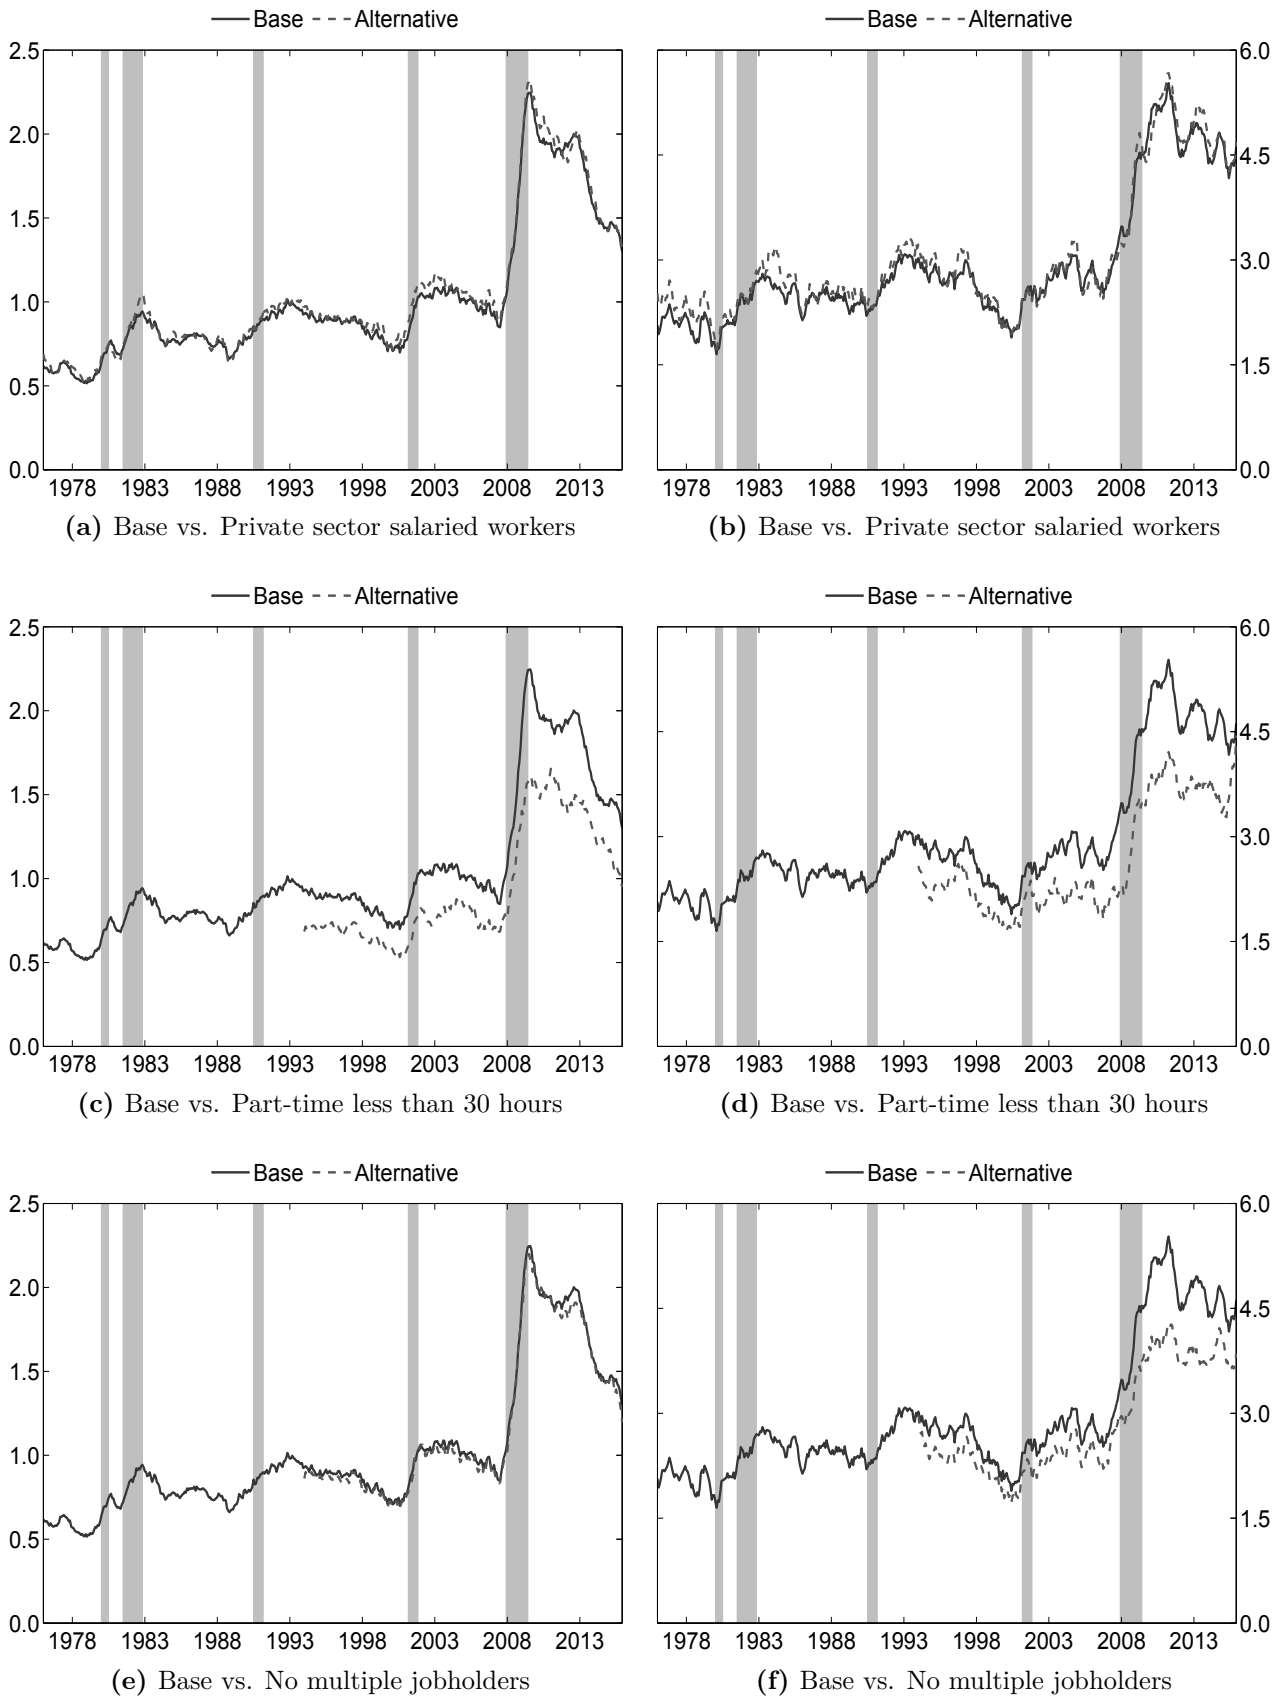 Base Alternative
Base Alternative
2.5
2.0
1.5
1.0
0.5
0.0
1978 1983 1988 1993 1998 2003 2008 2013
6.0
4.5
3.0
1.5
0.0
1978 1983 1988 1993 1998 2003 2008 2013
(a) Base vs. Private sector salaried workers
(b) Base vs. Private sector salaried workers
Base Alternative
Base Alternative
2.5
2.0
1.5
1.0
0.5
0.0
1978 1983 1988 1993 1998 2003 2008 2013
6.0
4.5
3.0
1.5
0.0
1978 1983 1988 1993 1998 2003 2008 2013
(c) Base vs. Part-time less than 30 hours
(d) Base vs. Part-time less than 30 hours
Base Alternative
Base Alternative
2.5
2.0
1.5
1.0
0.5
0.0
1978 1983 1988 1993 1998 2003 2008 2013
6.0
4.5
3.0
1.5
0.0
1978 1983 1988 1993 1998 2003 2008 2013
(e) Base vs. No multiple jobholders
(f) Base vs. No multiple jobholders